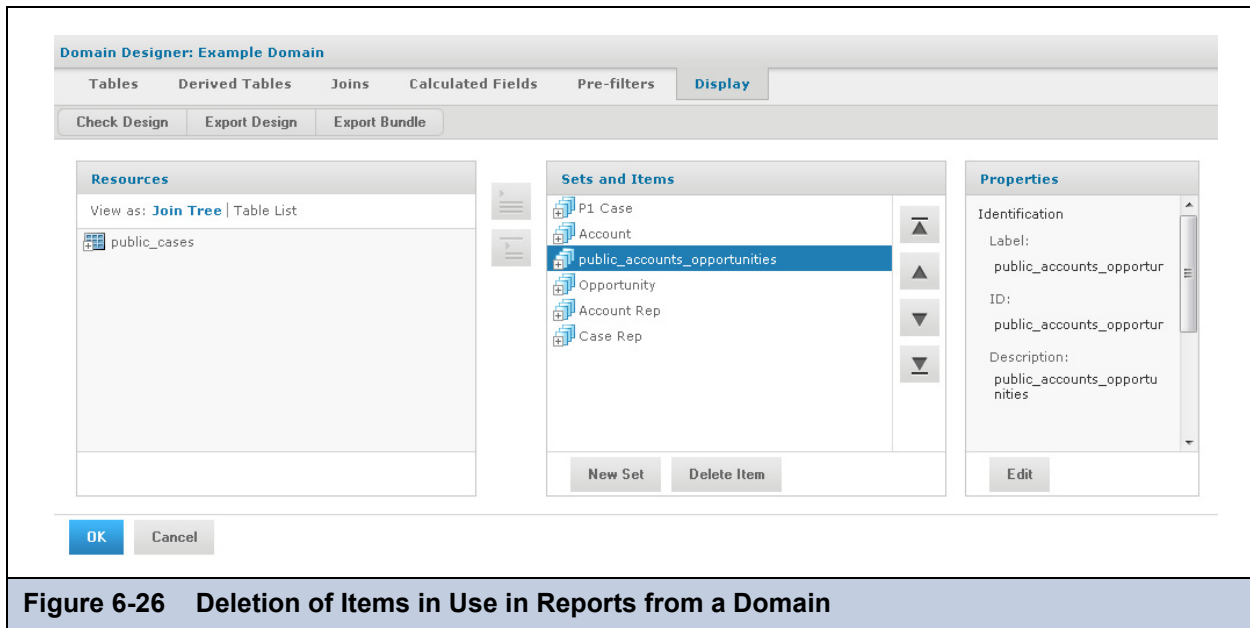 Domain Designer: Example Domain
Tables Derived Tables Joins Calculated Fields Pre-filters Display
Check Design Export Design Export Bundle
Resources
View as: Join Tree | Table List
public_cases
Sets and Items
P1 Case
Account
public_accounts_opportunities
Opportunity
Account Rep
Case Rep
New Set Delete Item
Properties
Identification
Label:
public_accounts_opportur
ID:
public_accounts_opportur
Description:
public_accounts_opportu
nities
Edit
OK Cancel
Figure 6-26 Deletion of Items in Use in Reports from a Domain